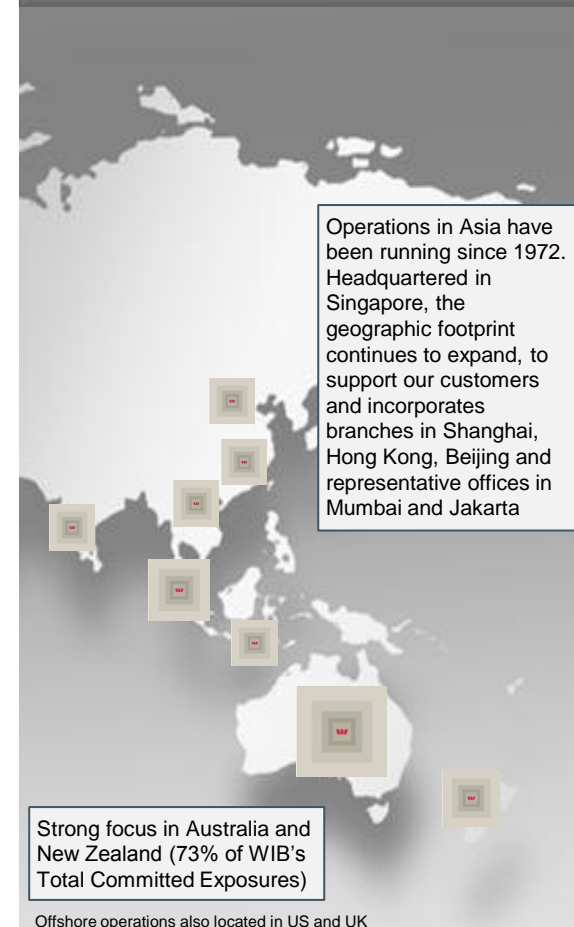 Operations in Asia have
been running since 1972.
Headquartered in
Singapore, the
geographic footprint
continues to expand, to
support our customers
and incorporates
branches in Shanghai,
Hong Kong, Beijing and
representative offices in
Mumbai and Jakarta
Strong focus in Australia and
New Zealand (73% of WIB's
Total Committed Exposures)
Offshore operations also located in US and UK